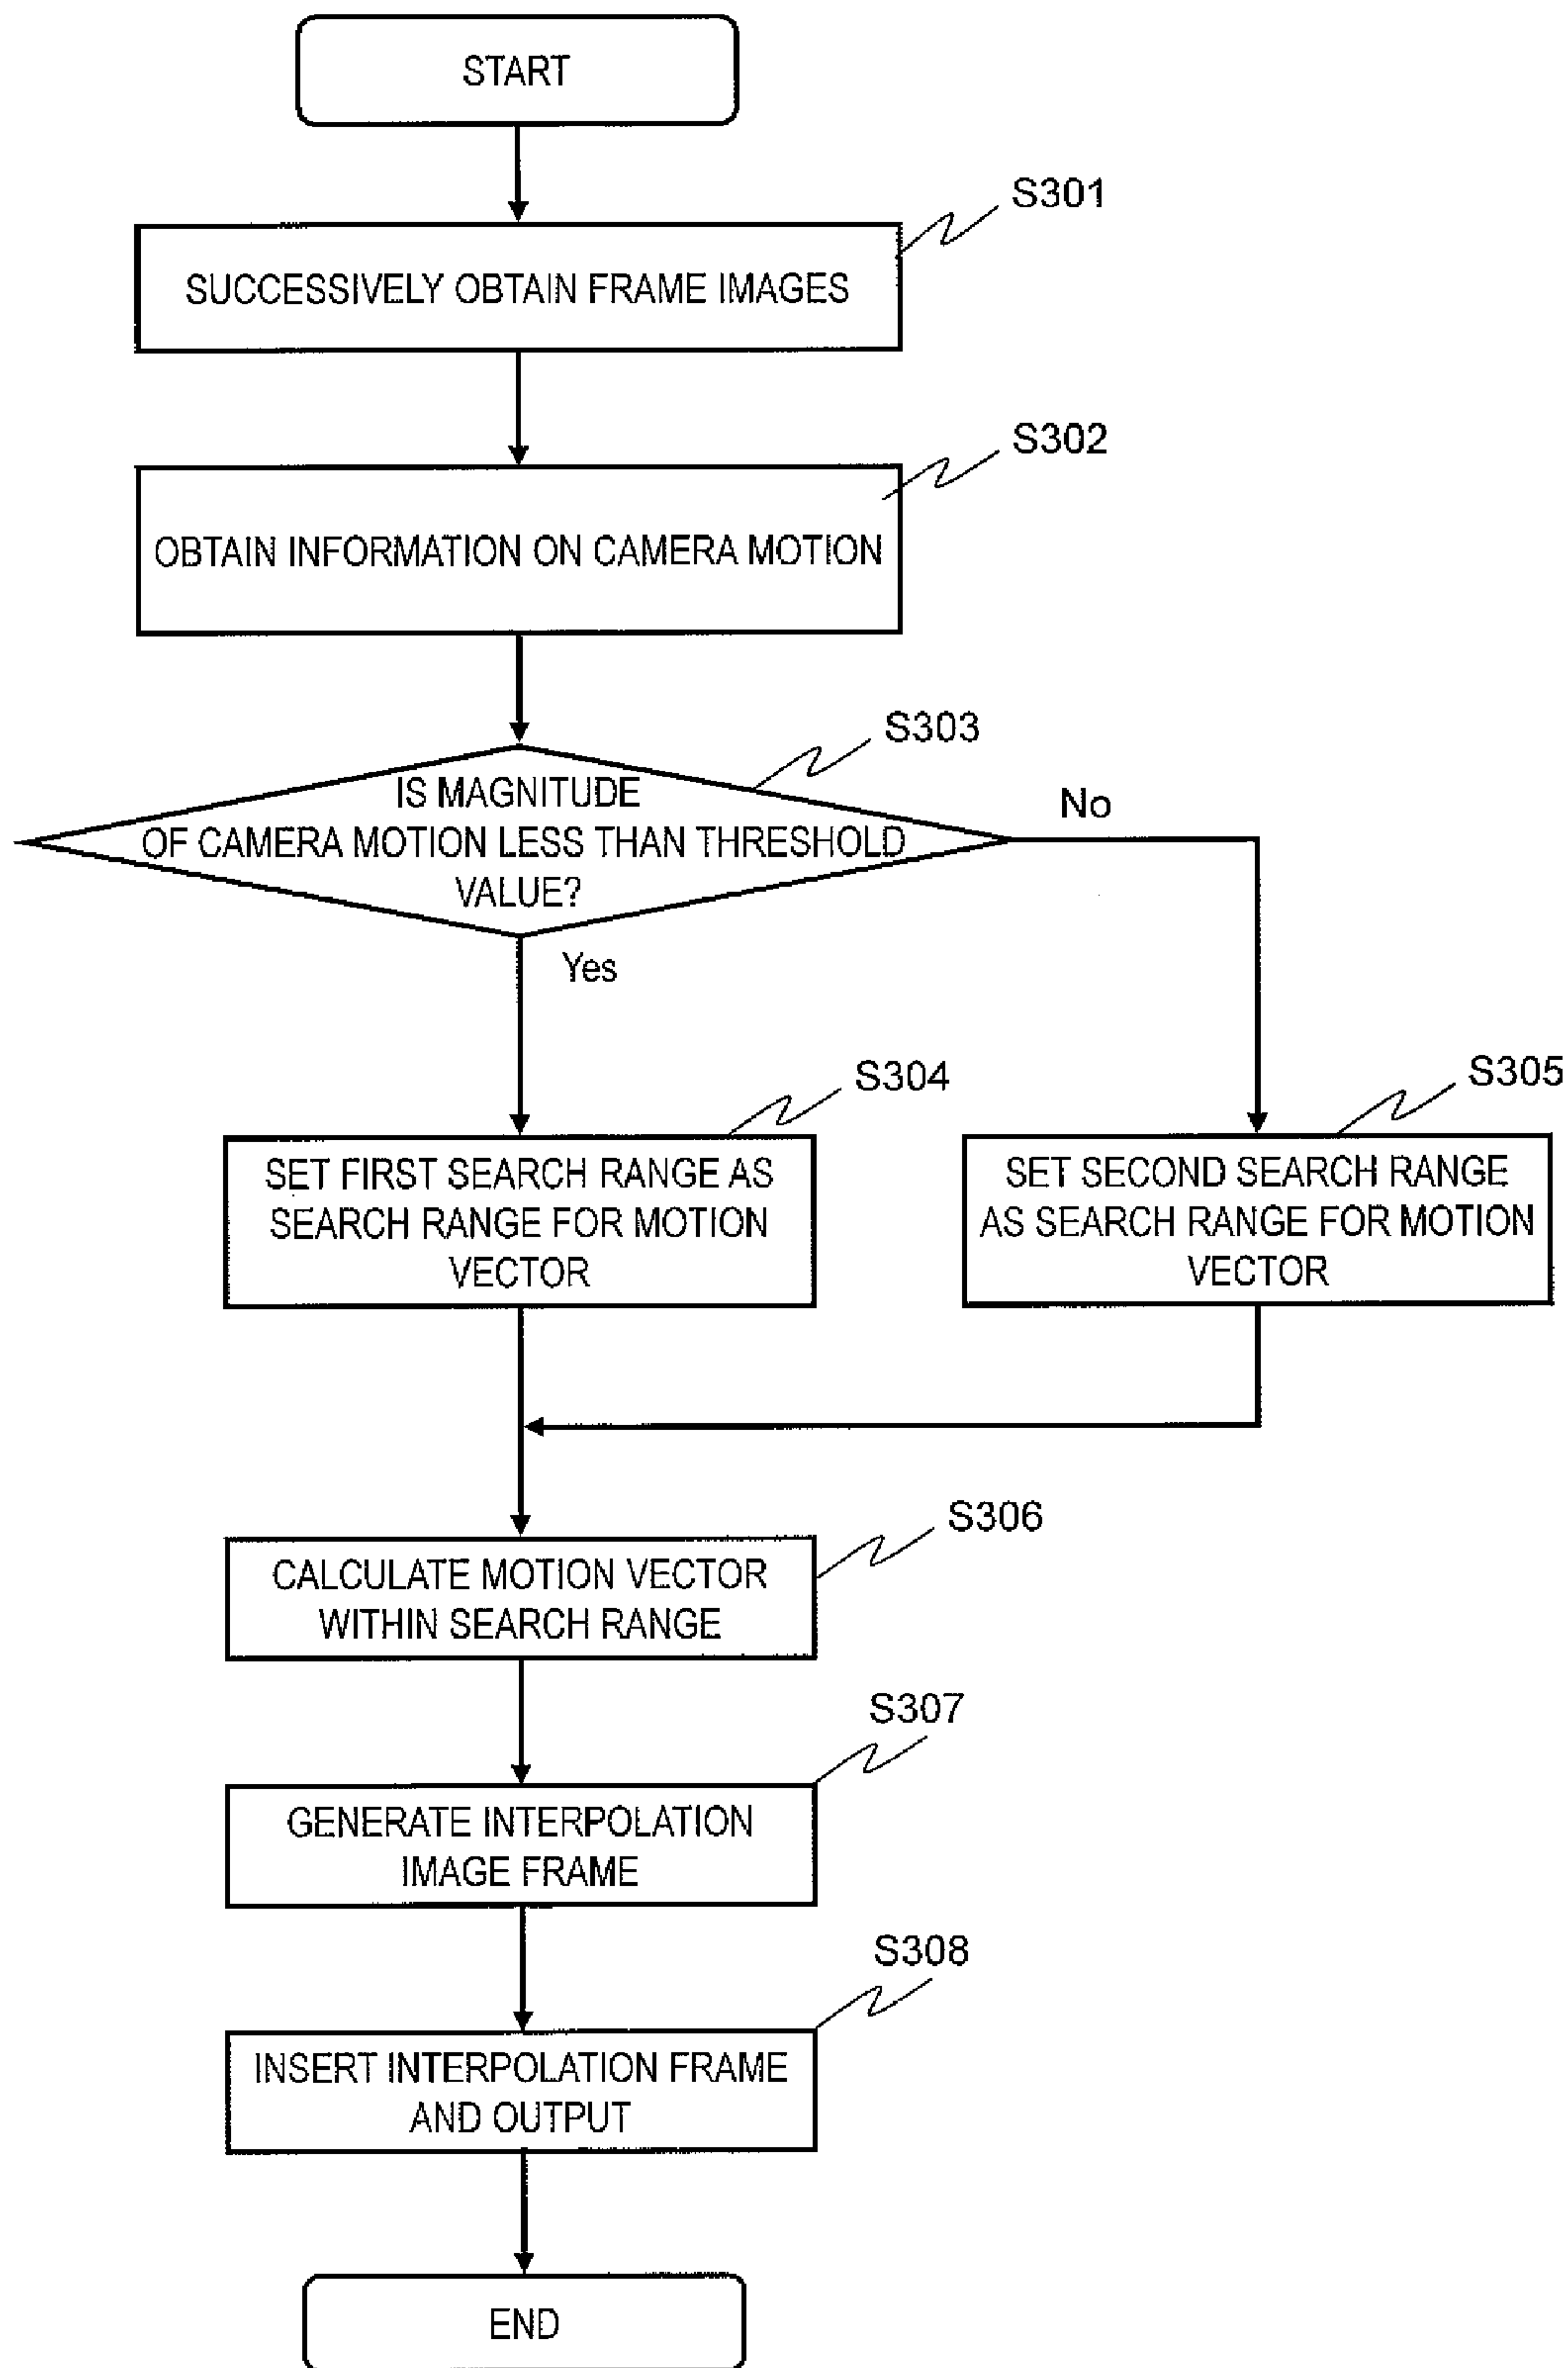 START
S301
SUCCESSIVELY OBTAIN FRAME IMAGES
S302
OBTAIN INFORMATION ON CAMERA MOTION
S303
IS MAGNITUDE
OF CAMERA MOTION LESS THAN THRESHOLD
VALUE?
No
Yes
S304
SET FIRST SEARCH RANGE AS
SEARCH RANGE FOR MOTION
VECTOR
S305
SET SECOND SEARCH RANGE
AS SEARCH RANGE FOR MOTION
VECTOR
S306
CALCULATE MOTION VECTOR
WITHIN SEARCH RANGE
S307
GENERATE INTERPOLATION
IMAGE FRAME
S308
INSERT INTERPOLATION FRAME
AND OUTPUT
END